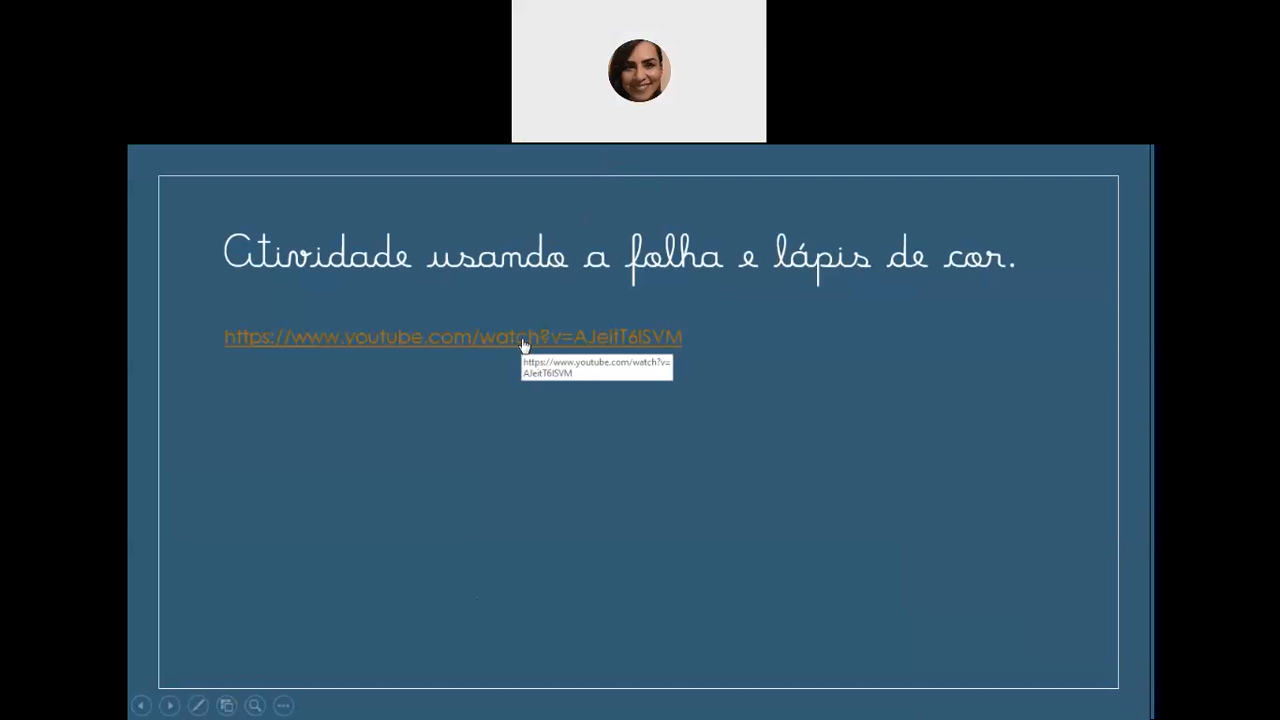 Atividade usando a folha e lápis de cor.
https://www.youtube.com/watch?v=AJeitT6lSVM
https://www.youtube.com/watch?v=
AJeitT6lSVM